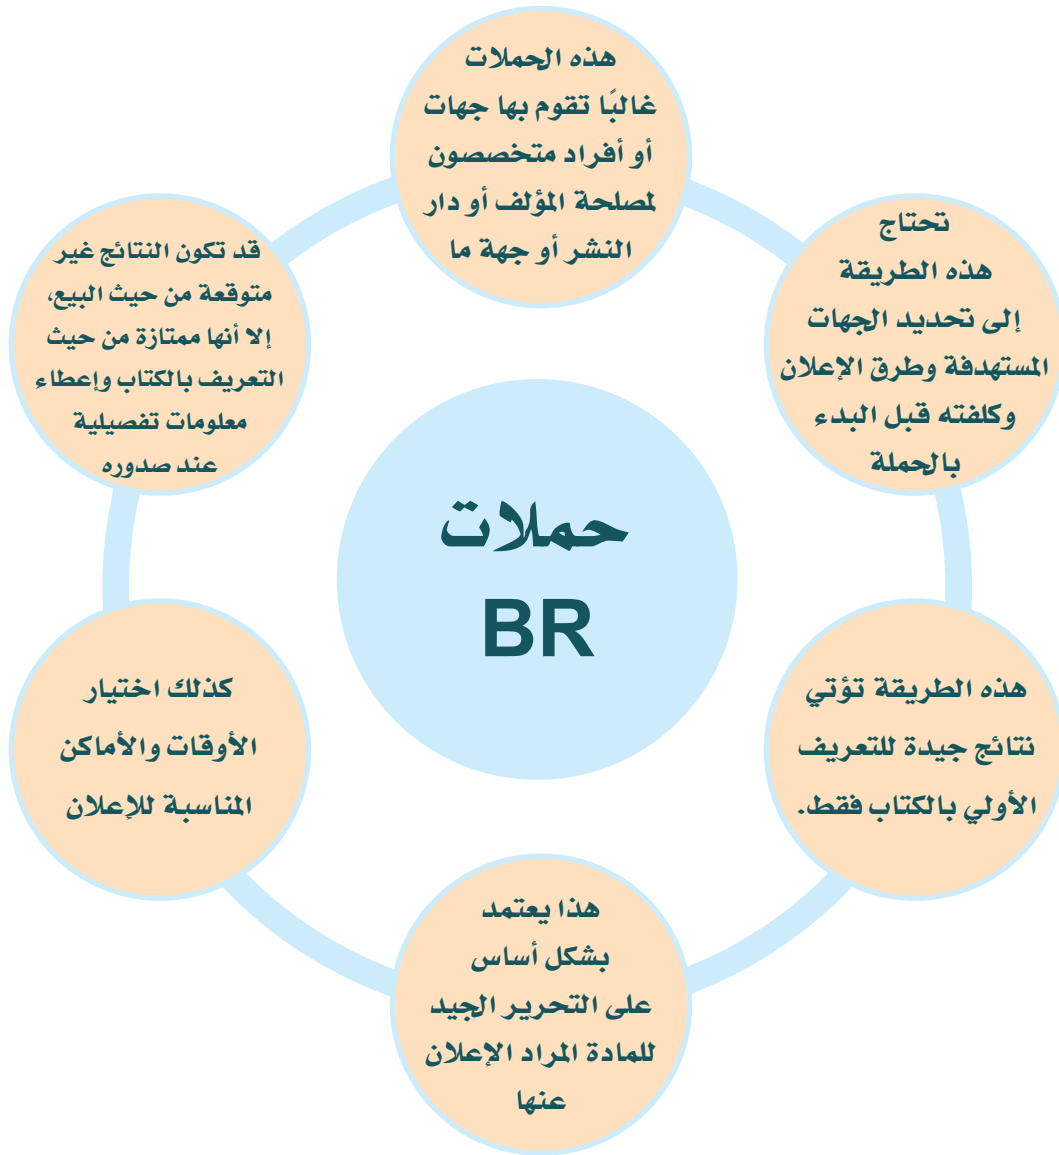 حملات
BR
هذه الحملات
غالبًا تقوم بها جهات
أو أفراد متخصصون
لمصلحة المؤلف أو دار
النشر أو جهة ما
تحتاج
هذه الطريقة
إلى تحديد الجهات
المستهدفة وطرق الإعلان
وكلفته قبل البدء
بالحملة
هذه الطريقة تؤتي
نتائج جيدة للتعريف
الأولي بالكتاب فقط.
هذا يعتمد
بشكل أساس
على التحرير الجيد
للمادة المراد الإعلان
عنها
كذلك اختيار
الأوقات والأماكن
المناسبة للإعلان
قد تكون النتائج غير
متوقعة من حيث البيع،
إلا أنها ممتازة من حيث
التعريف بالكتاب وإعطاء
معلومات تفصيلية
عند صدوره